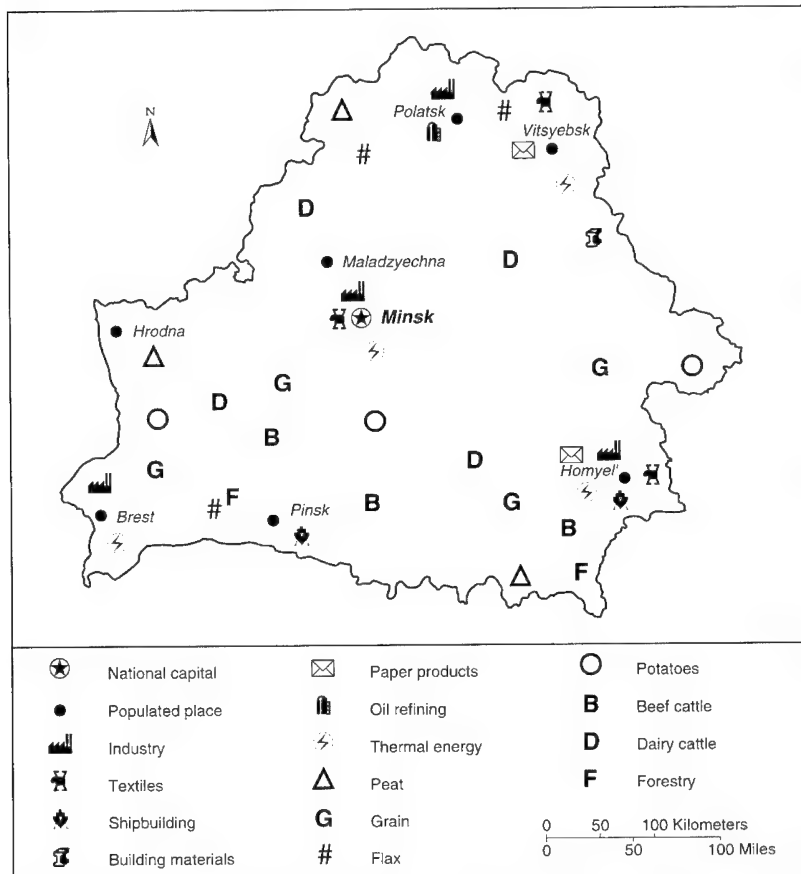 N
Polatsk
#
Vitsyebsk
#
D
Maladzyechna
D
Minsk
Hrodna
G
G
D
B
D
Homyel'
G
F
#
Pinsk
B
G
Brest
B
F
National capital
Paper products
Potatoes
Populated place
Oil refining
B Beef cattle
Industry
Thermal energy
D Dairy cattle
Textiles
Peat
F Forestry
Shipbuilding
G Grain
0 50 100 Kilometers
Building materials
# Flax
0 50 100 Miles